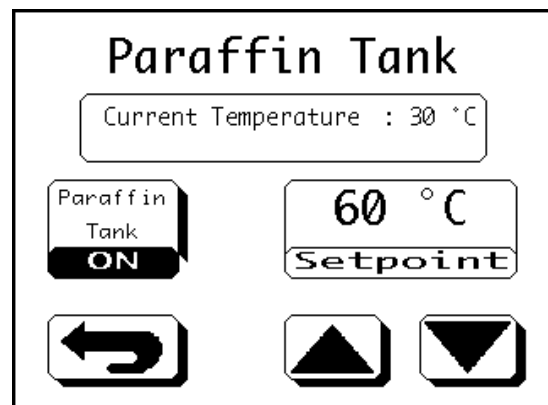 Paraffin Tank
Current Temperature : 30 °C
Paraffin
Tank
ON
60 °C
Setpoint